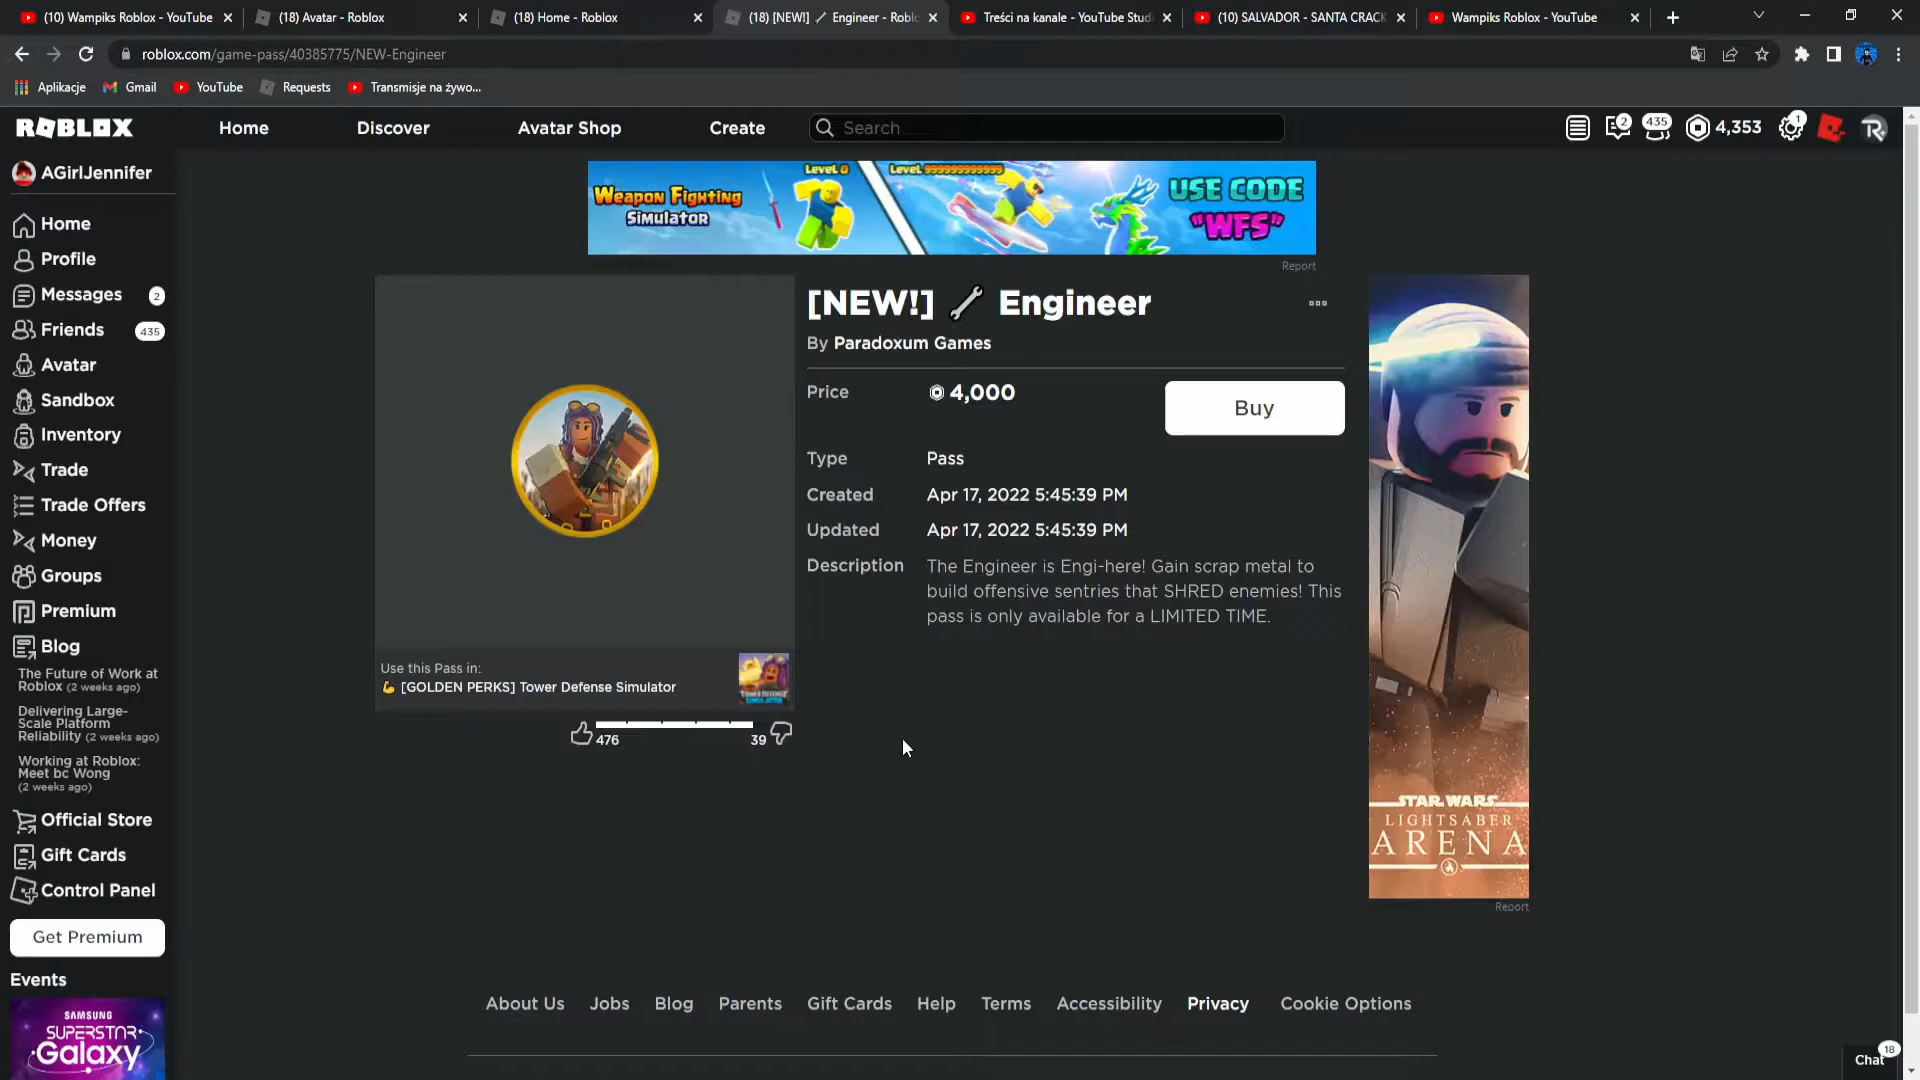 (10) Wampiks Roblox - YouTube
(18) Avatar - Roblox
(18) Home - Roblox
(18) [NEW!] Engineer - Roblo
Treści na kanale - YouTube Stud
(10) SALVADOR - SANTA CRACK
Wampiks Roblox - YouTube
roblox.com/game-pass/40385775/NEW-Engineer
Aplikacje
Gmail
YouTube
Requests
Transmisje na żywo...
ROBLOX
Home
Discover
Avatar Shop
Create
Search
2
435
4,353
1
AGirlJennifer
Home
Profile
Messages 2
Friends 435
Avatar
Sandbox
Inventory
Trade
Trade Offers
Money
Groups
Premium
Blog
The Future of Work at
Roblox (2 weeks ago)
Delivering Large-
Scale Platform
Reliability (2 weeks ago)
Working at Roblox:
Meet bc Wong
(2 weeks ago)
Official Store
Gift Cards
Control Panel
Get Premium
Events
SAMSUNG
SUPERSTAR
Galaxy
Weapon Fighting
Simulator
Level 0
Level 999999999999
USE CODE
"WFS"
Report
[NEW!] Engineer
By Paradoxum Games
Price 4,000
Buy
Type Pass
Created Apr 17, 2022 5:45:39 PM
Updated Apr 17, 2022 5:45:39 PM
Description The Engineer is Engi-here! Gain scrap metal to
build offensive sentries that SHRED enemies! This
pass is only available for a LIMITED TIME.
Use this Pass in:
[GOLDEN PERKS] Tower Defense Simulator
TOWER DEFENSE
SIMULATOR
476
39
STAR WARS
LIGHTSABER
ARENA
Report
About Us
Jobs
Blog
Parents
Gift Cards
Help
Terms
Accessibility
Privacy
Cookie Options
Chat
18